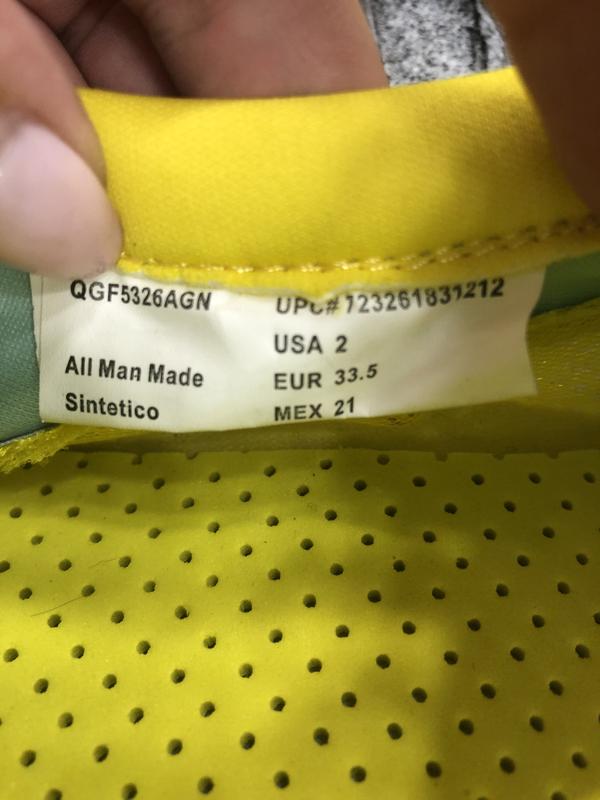 QGF5326AGN UPC# 723261831212
USA 2
All Man Made EUR 33.5
Sintetico MEX 21